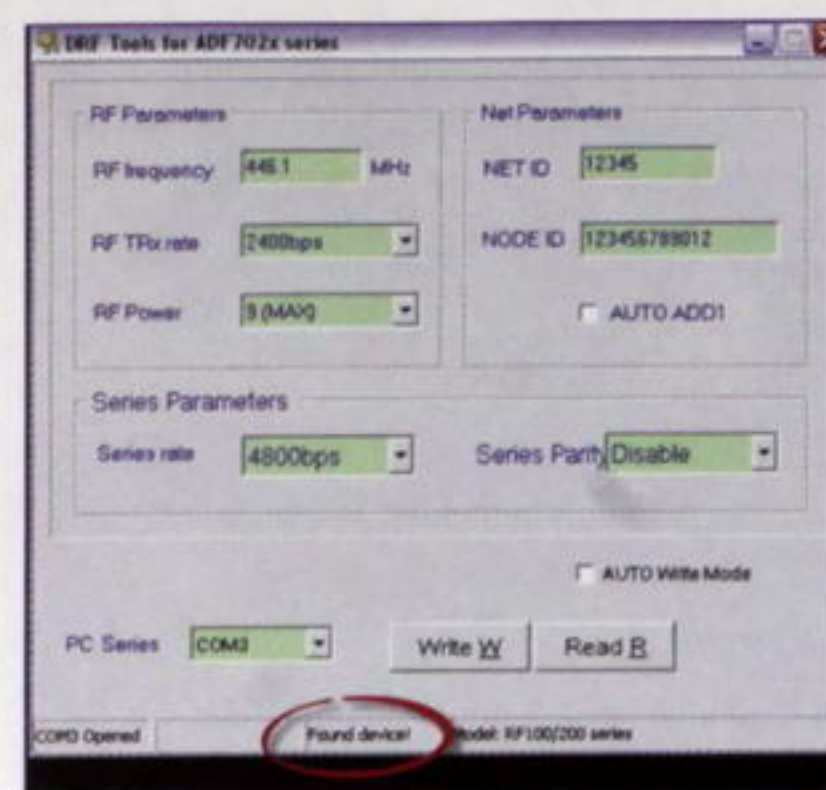 DRF Tools for ADF702x series
RF Parameters
RF frequency 446.1 MHz
RF TRx rate 2400bps
RF Power 9 (MAX)
Net Parameters
NET ID 12345
NODE ID 123456789012
AUTO ADD1
Series Parameters
Series rate 4800bps
Series Parity Disable
AUTO Write Mode
PC Series COM3
Write W
Read R
COM3 Opened
Found device!
Model: RF100/200 series